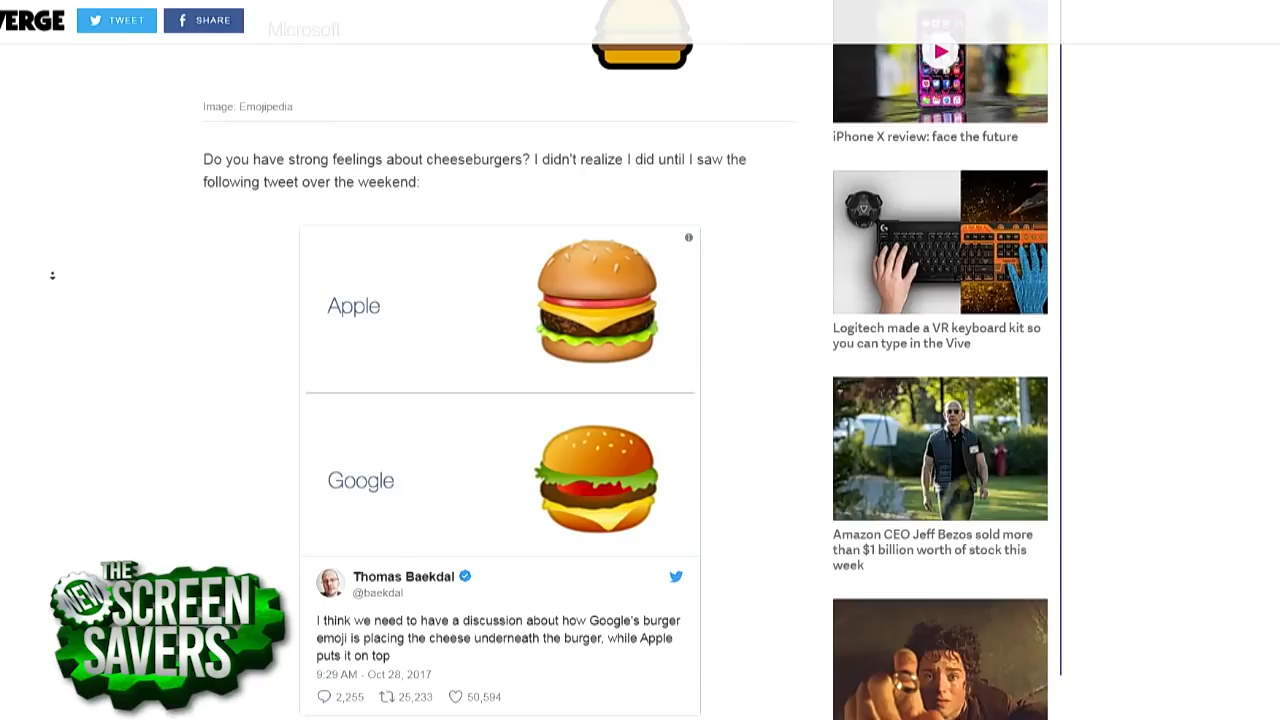 VERGE
TWEET
SHARE
Microsoft
Image: Emojipedia
Do you have strong feelings about cheeseburgers? I didn't realize I did until I saw the
following tweet over the weekend:
Apple
Google
Thomas Baekdal
@baekdal
I think we need to have a discussion about how Google's burger
emoji is placing the cheese underneath the burger, while Apple
puts it on top
9:29 AM - Oct 28, 2017
2,255 25,233 50,594
iPhone X review: face the future
Logitech made a VR keyboard kit so
you can type in the Vive
Amazon CEO Jeff Bezos sold more
than $1 billion worth of stock this
week
THE
NEW
SCREEN
SAVERS